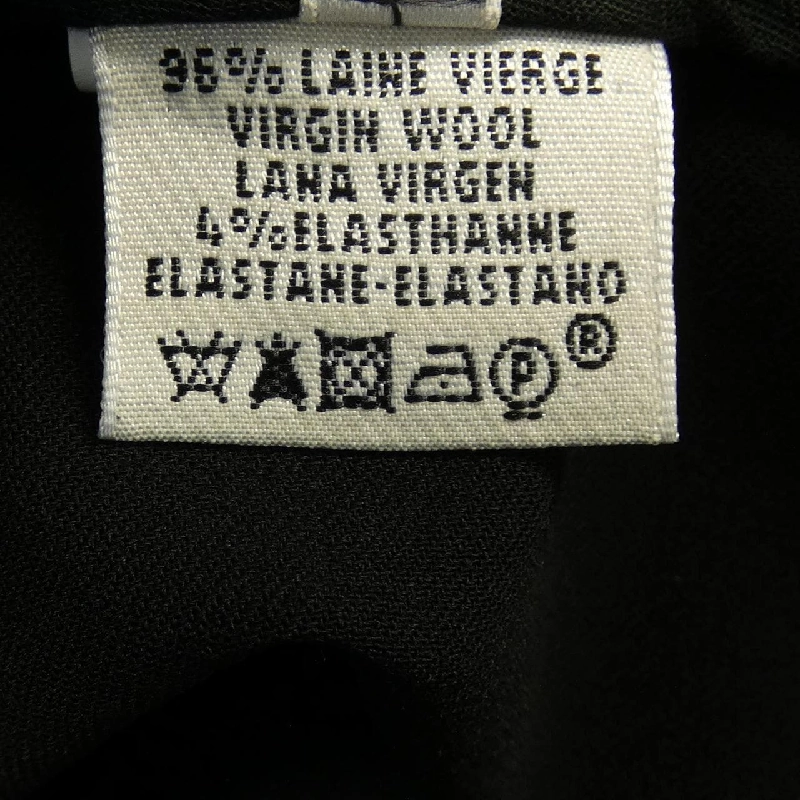 96% LAINE VIERGE
VIRGIN WOOL
LANA VIRGEN
4% ELASTHANNE
ELASTANE-ELASTANO
P ®